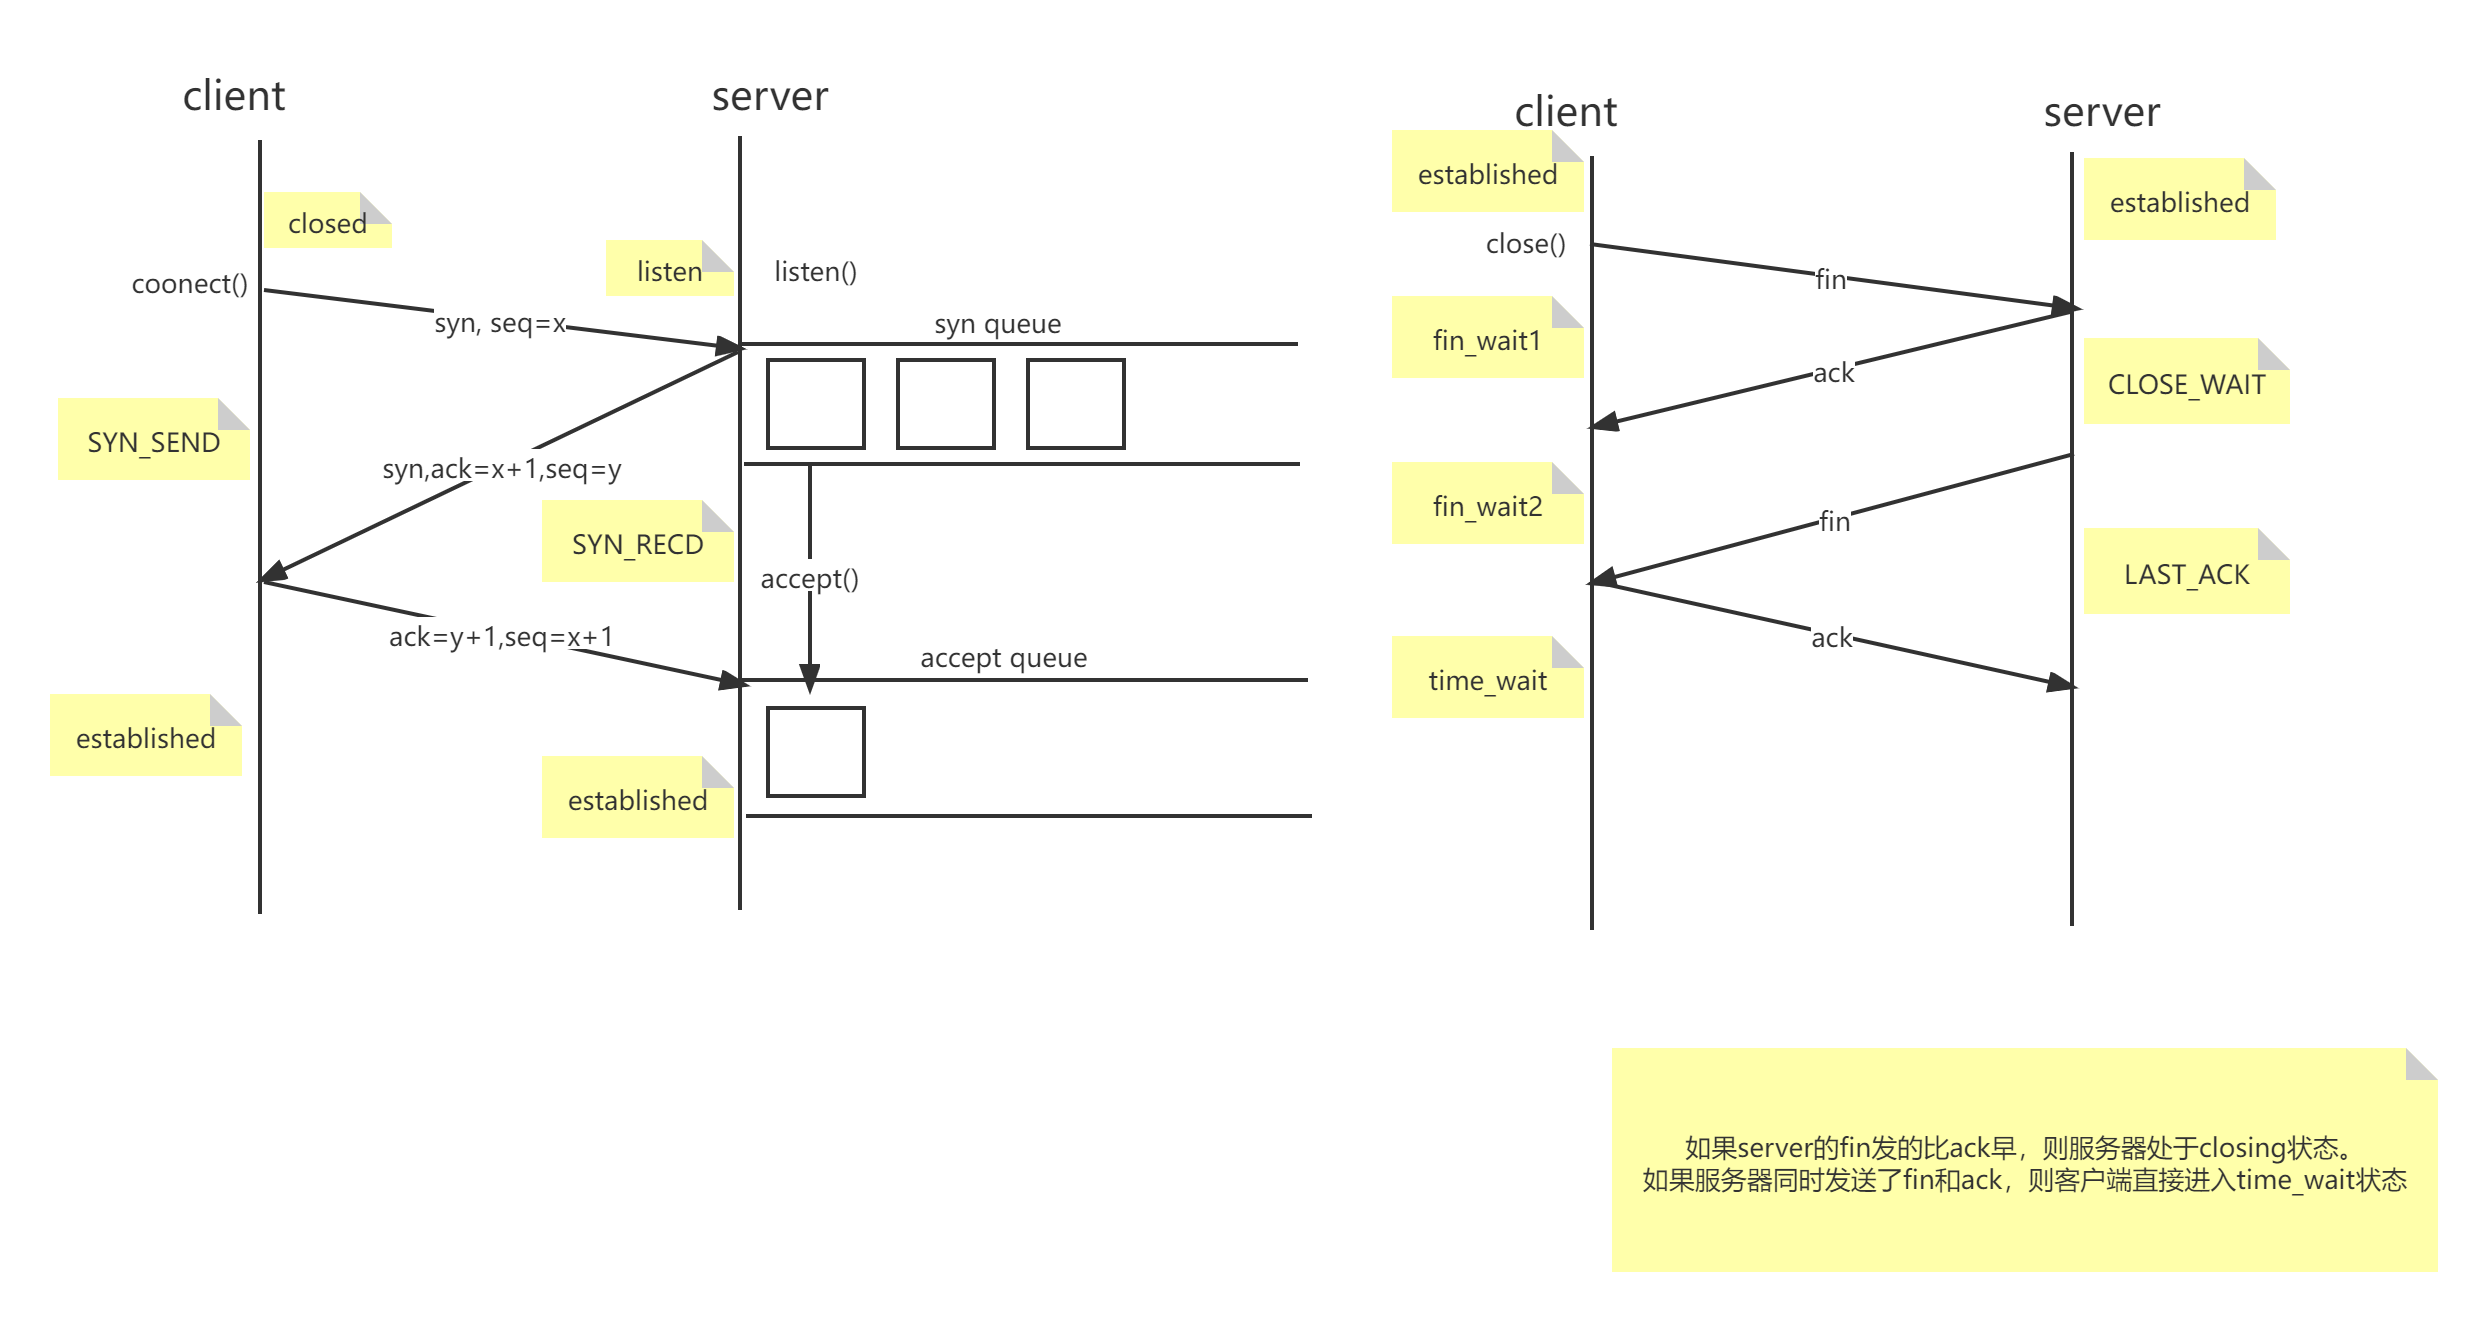 client
server
closed
listen
listen()
coonect()
syn, seq=x
syn queue
SYN_SEND
syn,ack=x+1,seq=y
SYN_RECD
accept()
ack=y+1,seq=x+1
accept queue
established
established
client
server
established
established
close()
fin
fin_wait1
ack
CLOSE_WAIT
fin_wait2
fin
LAST_ACK
ack
time_wait
如果server的fin发的比ack早，则服务器处于closing状态。
如果服务器同时发送了fin和ack，则客户端直接进入time_wait状态